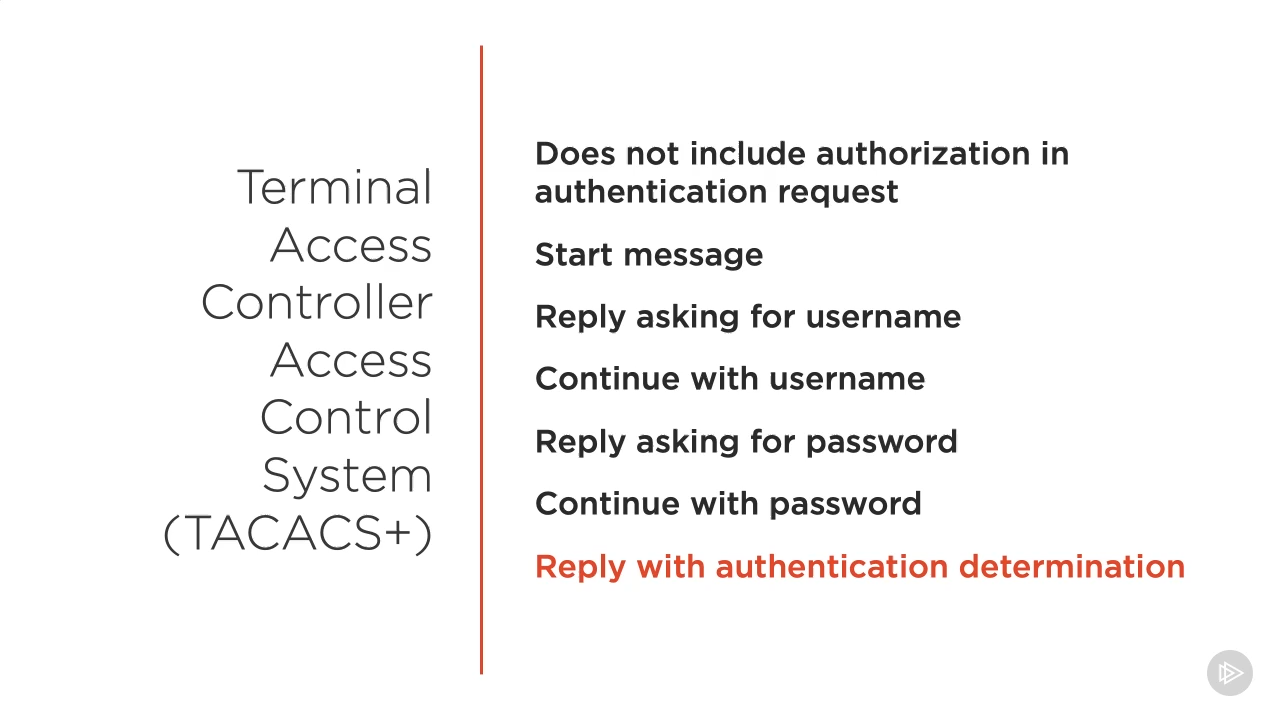 Terminal
Access
Controller
Access
Control
System
(TACACS+)
Does not include authorization in
authentication request
Start message
Reply asking for username
Continue with username
Reply asking for password
Continue with password
Reply with authentication determination